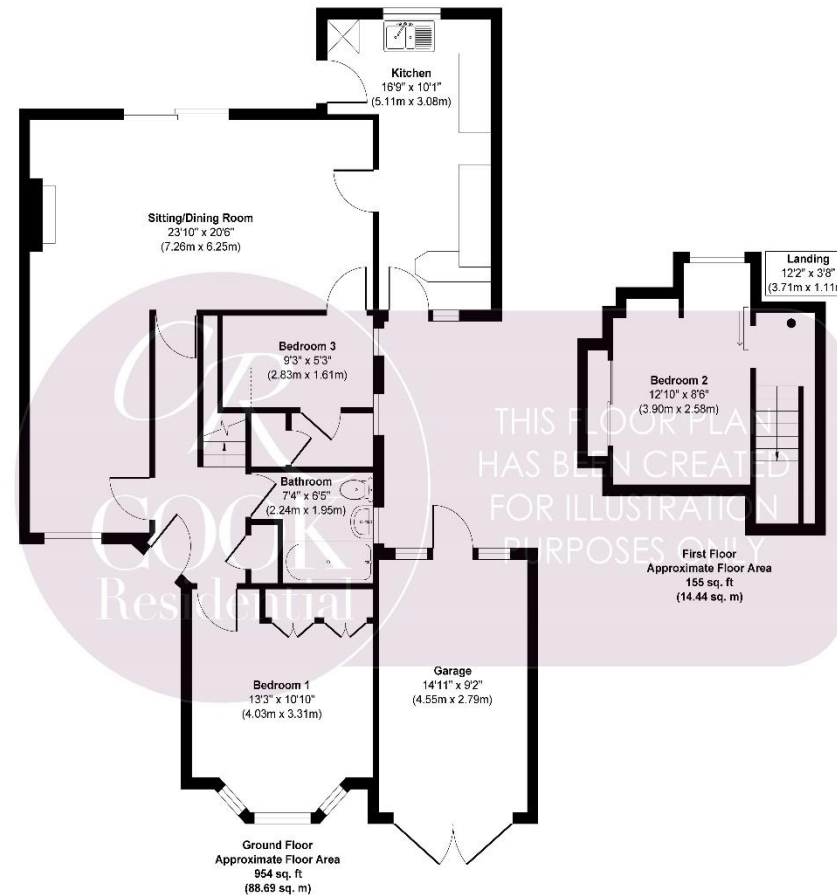 Kitchen
16'9" x 10'1"
(5.11m x 3.08m)
Sitting/Dining Room
23'10" x 20'6"
(7.26m x 6.25m)
Landing
12'2" x 3'8"
(3.71m x 1.11m
Bedroom 3
9'3" x 5'3"
(2.83m x 1.61m)
Bedroom 2
12'10" x 8'6"
(3.90m x 2.58m)
CR
COOK
Residential
THIS FLOOR PLAN
HAS BEEN CREATED
FOR ILLUSTRATION
PURPOSES ONLY
Bathroom
7'4" x 6'5"
(2.24m x 1.95m)
First Floor
Approximate Floor Area
155 sq. ft
(14.44 sq. m)
Garage
14'11" x 9'2"
(4.55m x 2.79m)
Bedroom 1
13'3" x 10'10"
(4.03m x 3.31m)
Ground Floor
Approximate Floor Area
954 sq. ft
(88.69 sq. m)